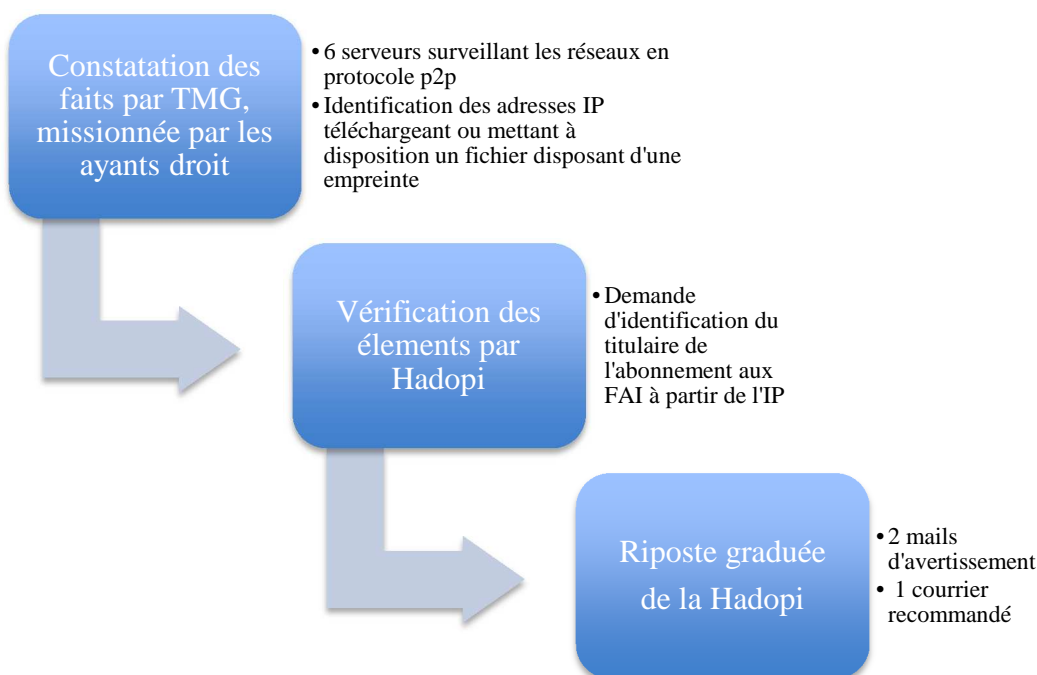 Constatation des
faits par TMG,
missionnée par les
ayants droit
• 6 serveurs surveillant les réseaux en
protocole p2p
• Identification des adresses IP
téléchargeant ou mettant à
disposition un fichier disposant d'une
empreinte
Vérification des
élements par
Hadopi
• Demande
d'identification du
titulaire de
l'abonnement aux
FAI à partir de l'IP
Riposte graduée
de la Hadopi
• 2 mails
d'avertissement
• 1 courrier
recommandé